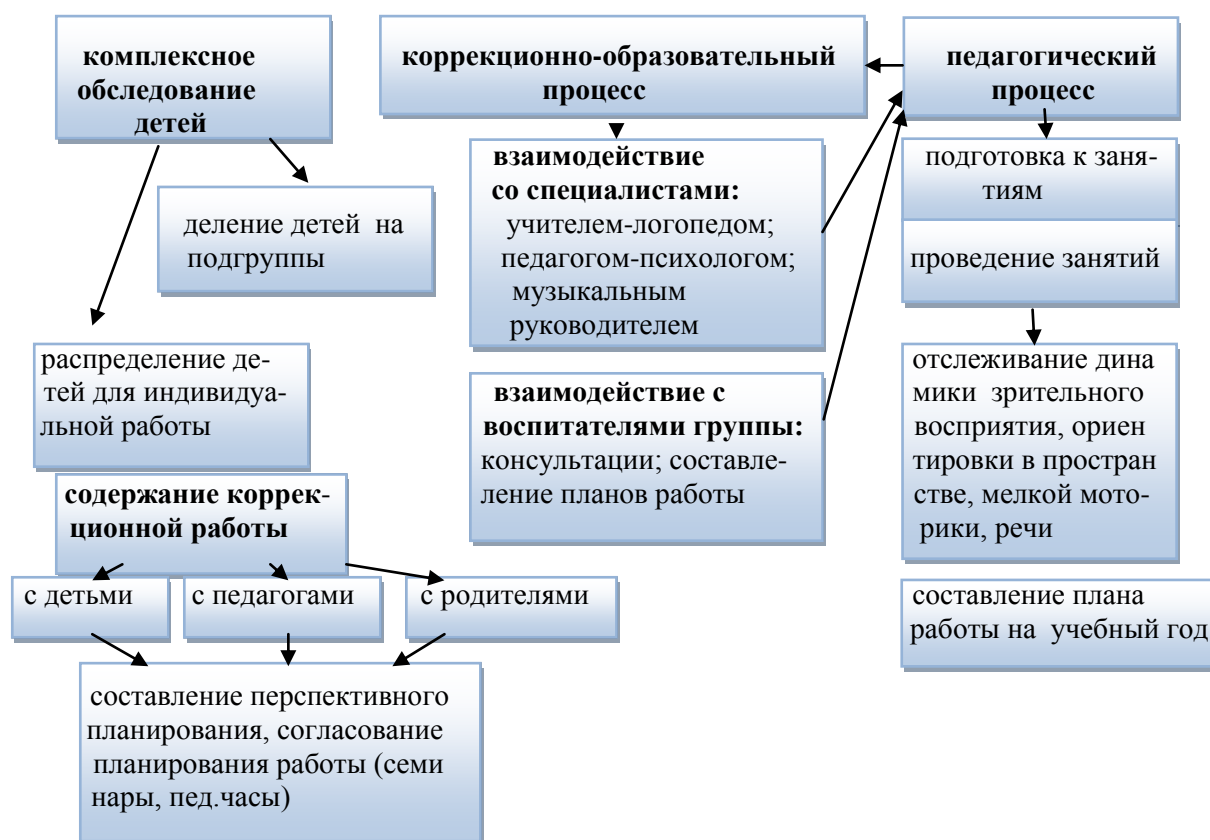 комплексное
обследование
детей
коррекционно-образовательный
процесс
педагогический
процесс
взаимодействие
со специалистами:
учителем-логопедом;
педагогом-психологом;
музыкальным
руководителем
подготовка к заня-
тиям
деление детей на
подгруппы
проведение занятий
распределение де-
тей для индивидуа-
льной работы
взаимодействие с
воспитателями группы:
консультации; составле-
ление планов работы
отслеживание дина
мики зрительного
восприятия, ориен
тировки в простран
стве, мелкой мото-
рики, речи
содержание коррек-
ционной работы
с детьми
с педагогами
с родителями
составление плана
работы на учебный год
составление перспективного
планирования, согласование
планирования работы (семи
нары, пед.часы)